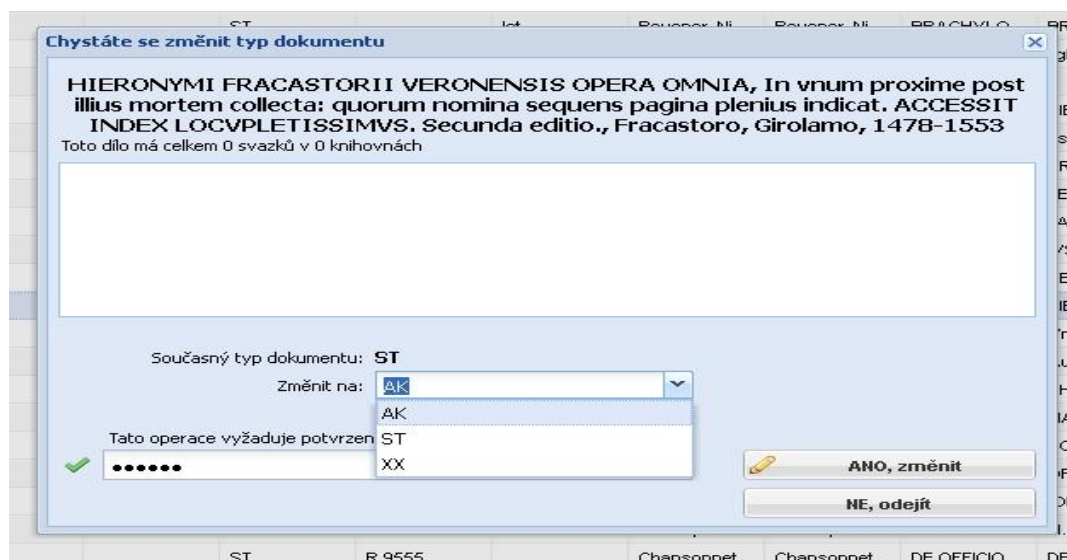 ST
Chystáte se změnit typ dokumentu
HIERONYMI FRACASTORII VERONENSIS OPERA OMNIA, In vnum proxime post
illius mortem collecta: quorum nomina sequens pagina plenius indicat. ACCESSIT
INDEX LOCVPLETISSIMVS. Secunda editio., Fracastoro, Girolamo, 1478-1553
Toto dílo má celkem 0 svazků v 0 knihovnách
Současný typ dokumentu: ST
Změnit na: AK
AK
Tato operace vyžaduje potvrzen
ST
XX
••••••
ANO, změnit
NE, odejít
ST R 9555 Chansonnet Chansonnet DE OFFICIO DE